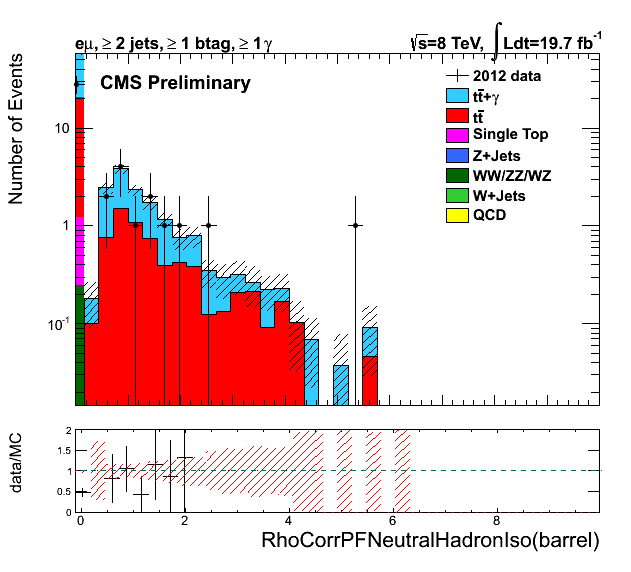 eμ, ≥ 2 jets, ≥ 1 btag, ≥ 1 γ
√s=8 TeV, ∫Ldt=19.7 fb⁻¹
CMS Preliminary
2012 data
tt̄+γ
tt̄
Single Top
Z+Jets
WW/ZZ/WZ
W+Jets
QCD
Number of Events
10
1
10⁻¹
data/MC
2
1.5
1
0.5
0
0 2 4 6 8
RhoCorrPFNeutralHadronIso(barrel)